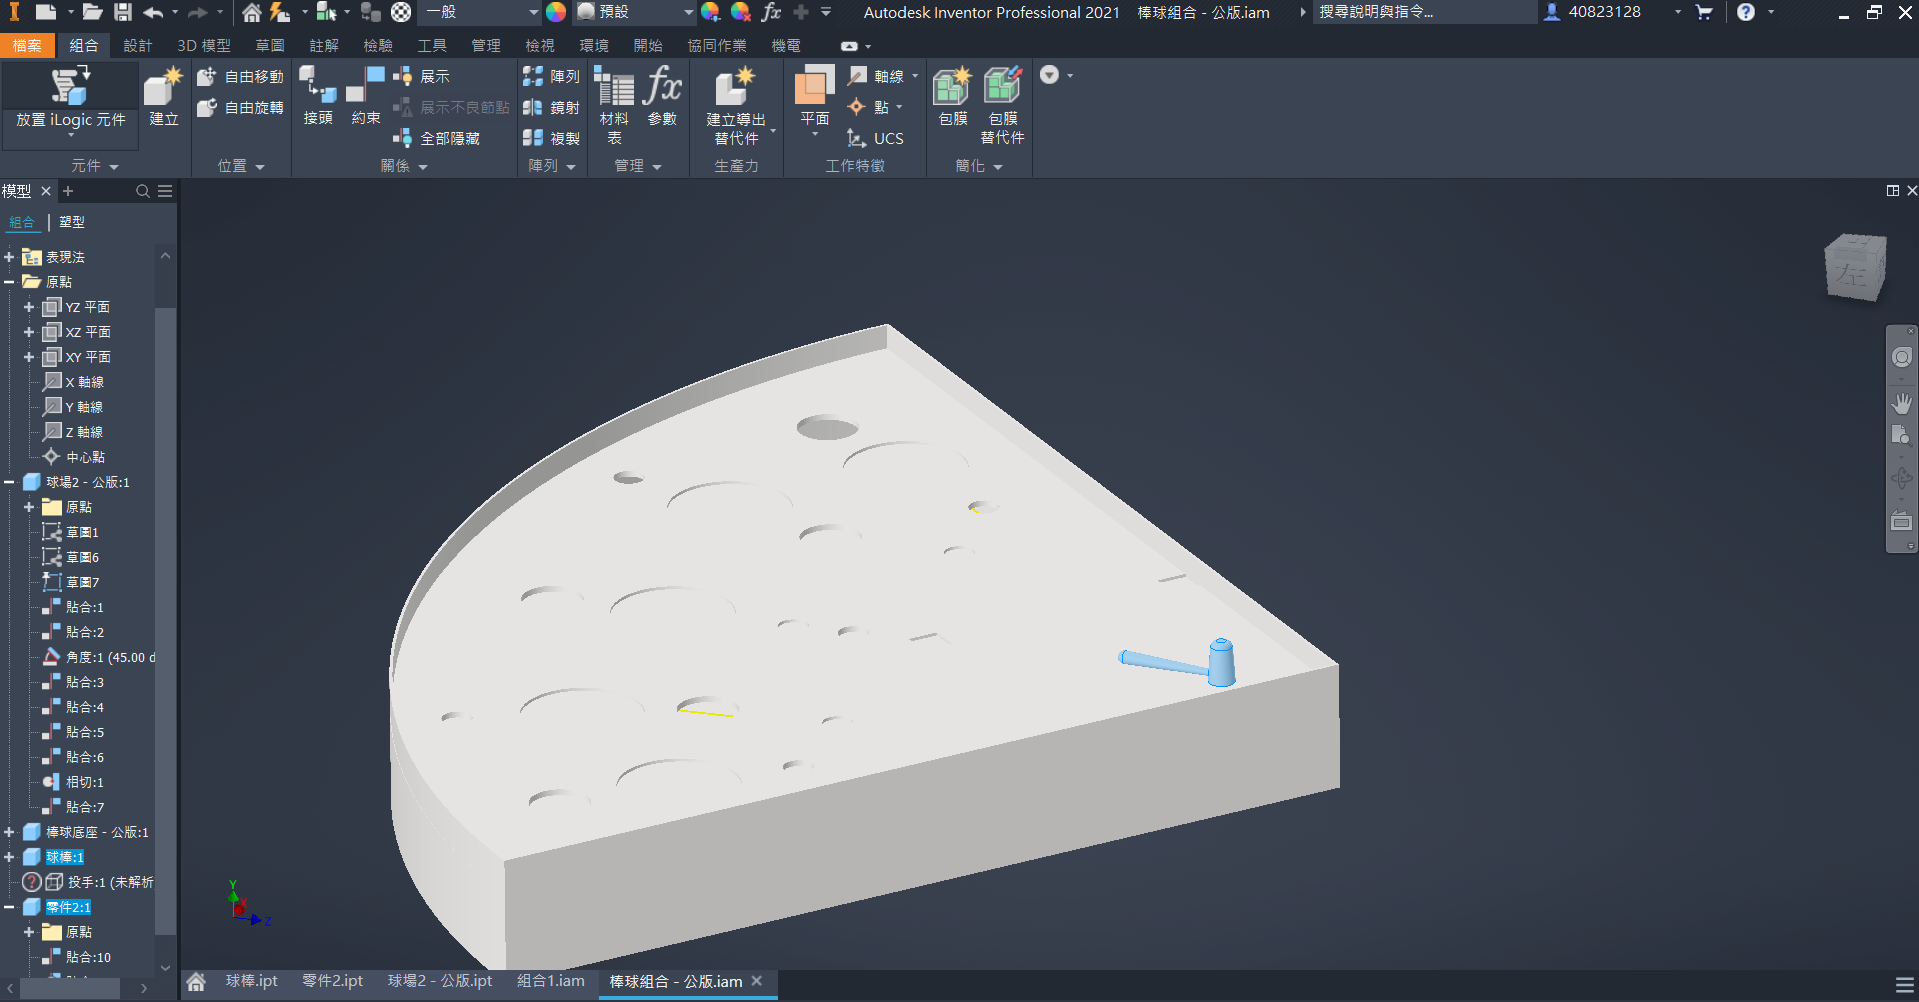 一般
預設
fx
Autodesk Inventor Professional 2021 棒球組合 - 公版.iam
搜尋說明與指令...
40823128
檔案 組合 設計 3D 模型 草圖 註解 檢驗 工具 管理 檢視 環境 開始 協同作業 機電
放置 iLogic 元件
建立
自由移動
自由旋轉
接頭
約束
展示
展示不良節點
全部隱藏
陣列
鏡射
複製
材料表
fx
參數
建立導出
替代件
平面
軸線
點
UCS
包膜
包膜
替代件
元件 位置 關係 陣列 管理 生產力 工作特徵 簡化
模型
組合 | 塑型
表現法
原點
YZ 平面
XZ 平面
XY 平面
X 軸線
Y 軸線
Z 軸線
中心點
球場2 - 公版:1
原點
草圖1
草圖6
草圖7
貼合:1
貼合:2
角度:1 (45.00 d
貼合:3
貼合:4
貼合:5
貼合:6
相切:1
貼合:7
棒球底座 - 公版:1
球棒:1
投手:1 (未解析
零件2:1
原點
貼合:10
左
Y
X
Z
球棒.ipt 零件2.ipt 球場2 - 公版.ipt 組合1.iam 棒球組合 - 公版.iam